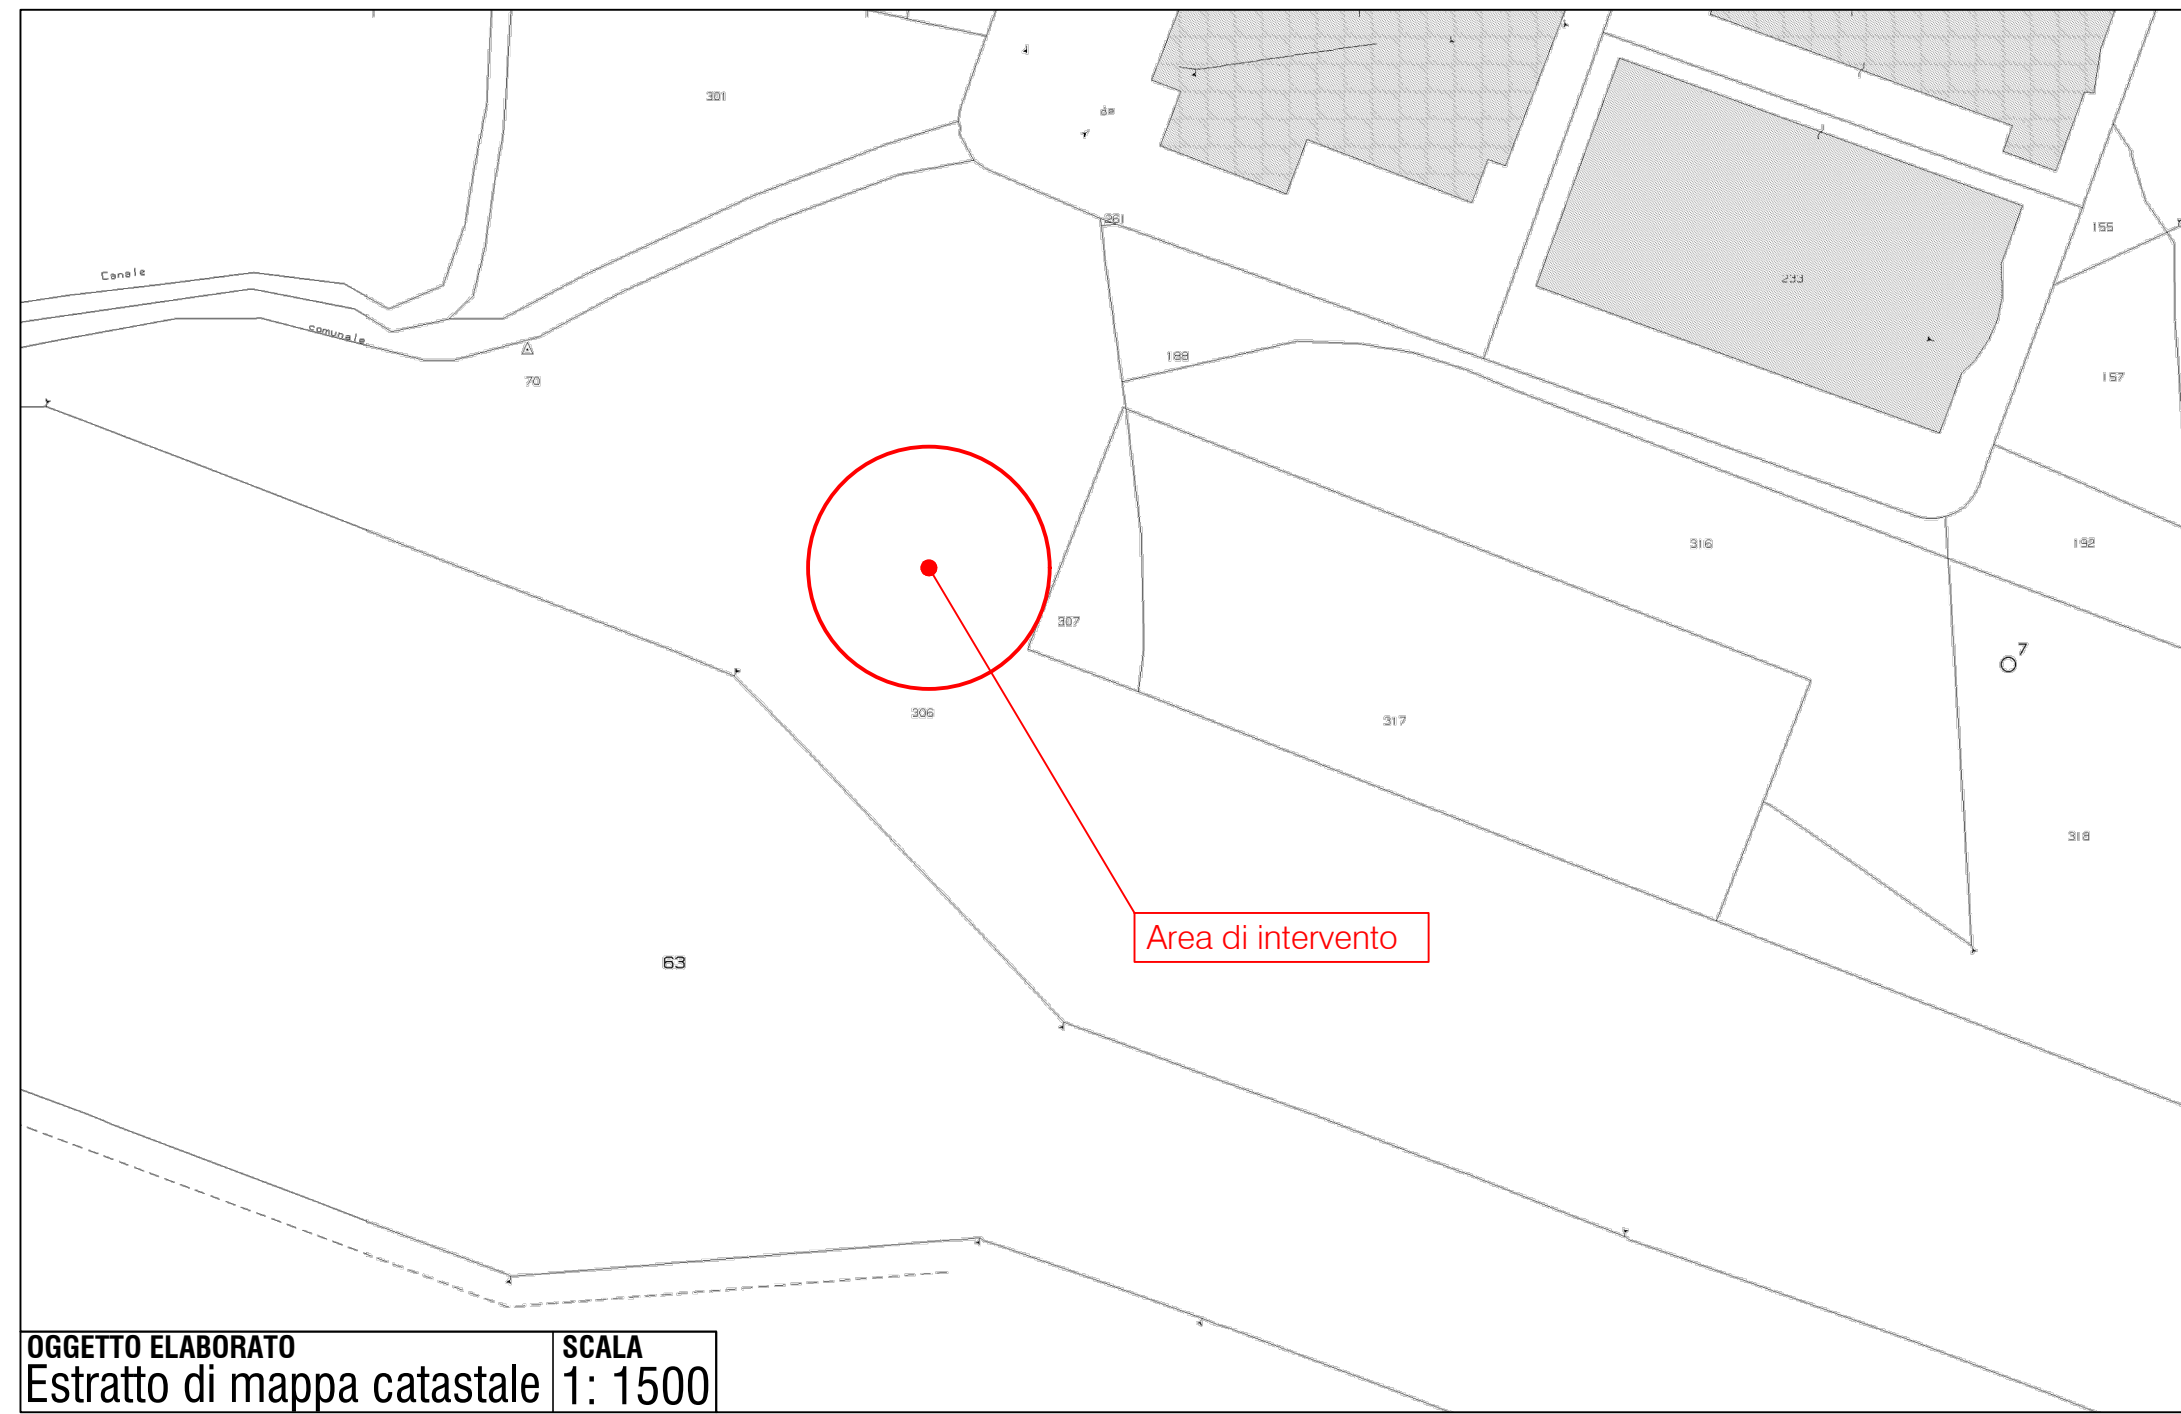 301
de
261
155
Canale
233
comunale
188
157
70
316
192
307
7
306
317
318
Area di intervento
63
OGGETTO ELABORATO
Estratto di mappa catastale
SCALA
1: 1500